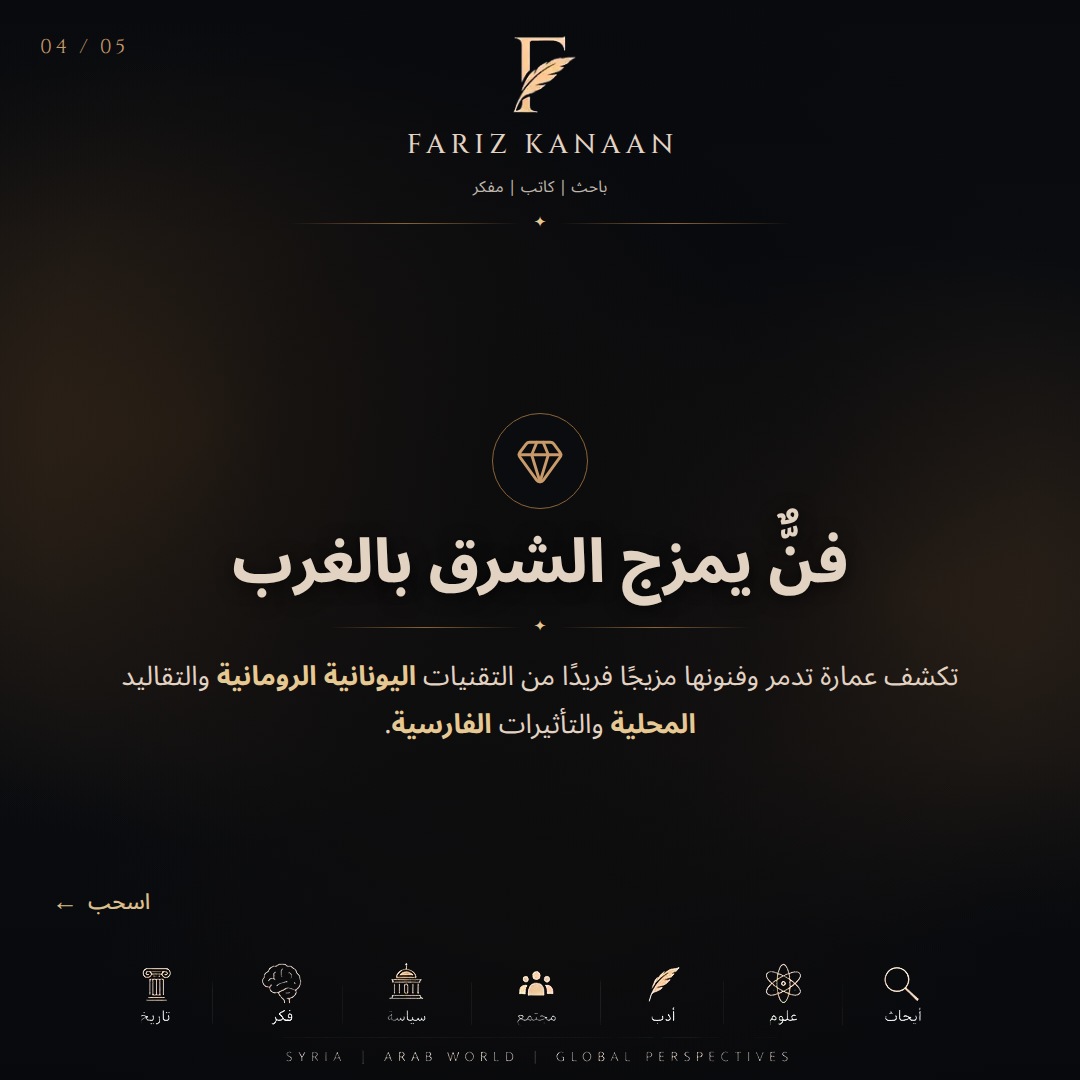 04 / 05
F
FARIZ KANAAN
باحث | كاتب | مفكر
فنٌّ يمزج الشرق بالغرب
تكشف عمارة تدمر وفنونها مزيجًا فريدًا من التقنيات اليونانية الرومانية والتقاليد
المحلية والتأثيرات الفارسية.
اسحب ←
أبحاث
علوم
أدب
مجتمع
سياسة
فكر
تاريخ
SYRIA | ARAB WORLD | GLOBAL PERSPECTIVES